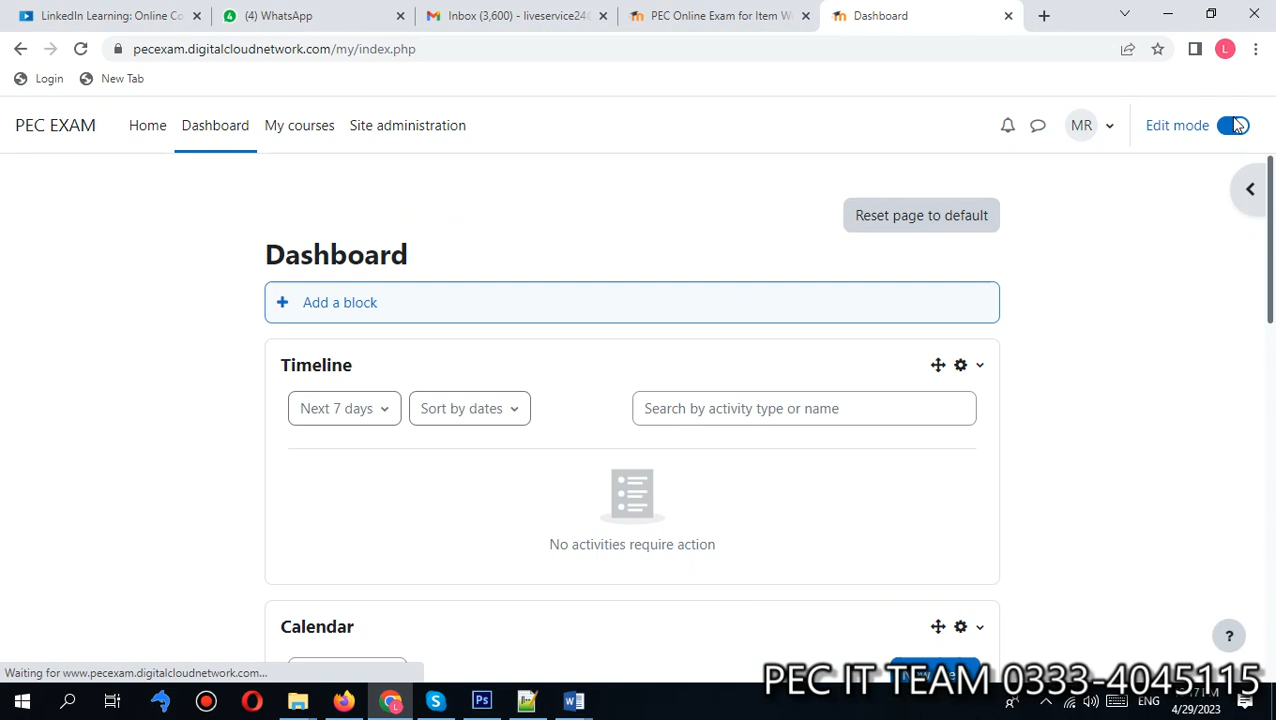 LinkedIn Learning: Online Co
(4) WhatsApp
Inbox (3,600) - liveservice24
PEC Online Exam for Item W
Dashboard
pecexam.digitalcloudnetwork.com/my/index.php
L
Login
New Tab
PEC EXAM
Home
Dashboard
My courses
Site administration
MR
Edit mode
Reset page to default
Dashboard
Add a block
Timeline
Next 7 days
Sort by dates
Search by activity type or name
No activities require action
Calendar
?
Waiting for www.pecexam.digitalcloudnetwork.com...
PEC IT TEAM 0333-4045115
ENG
4/29/2023